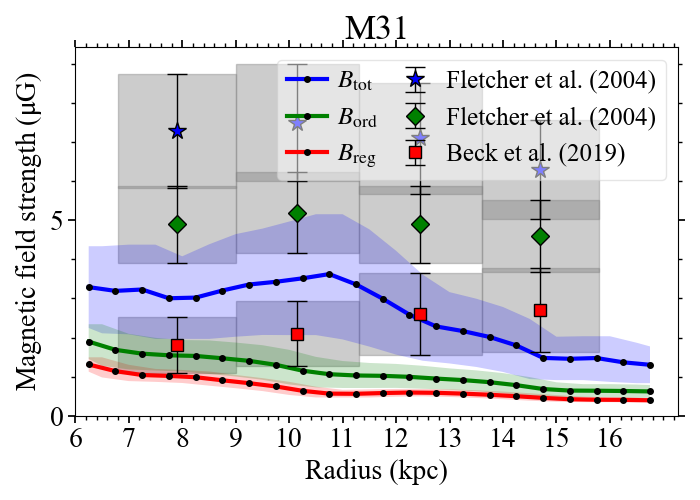 M31
Magnetic field strength (μG)
5
0
B_tot
B_ord
B_reg
Fletcher et al. (2004)
Fletcher et al. (2004)
Beck et al. (2019)
6 7 8 9 10 11 12 13 14 15 16
Radius (kpc)